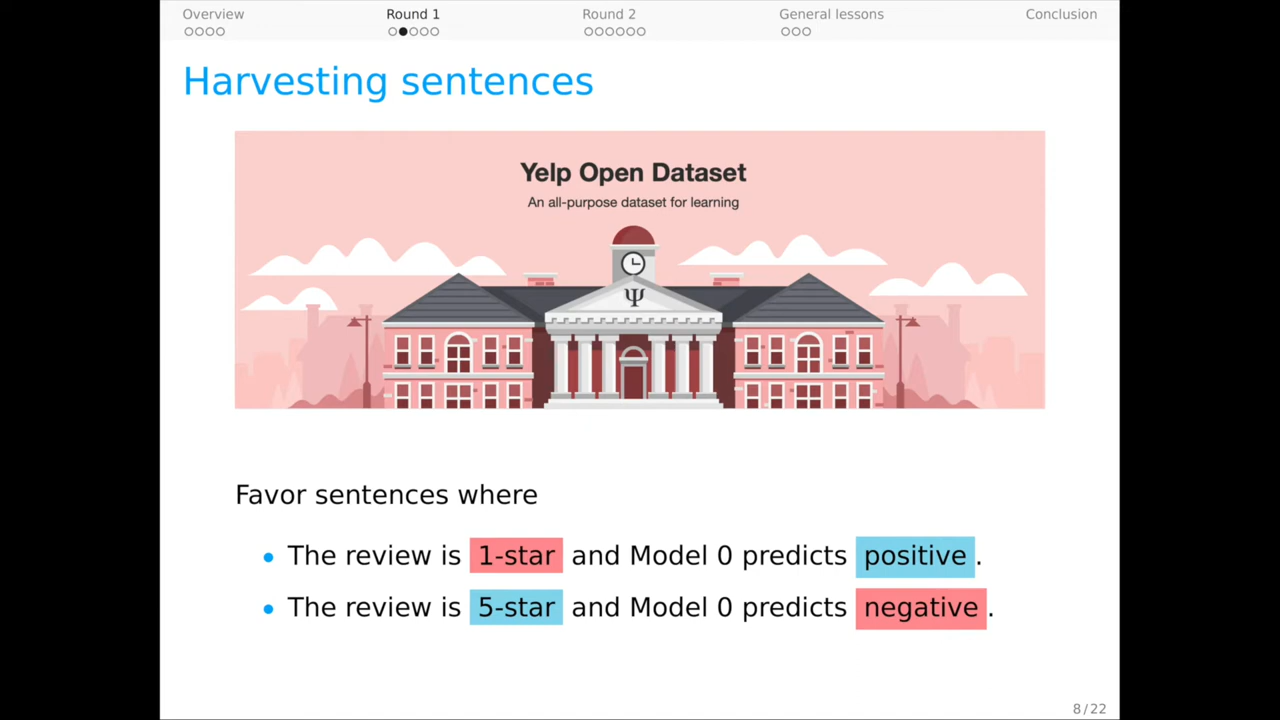 Overview Round 1 Round 2 General lessons Conclusion
Harvesting sentences
Yelp Open Dataset
An all-purpose dataset for learning
Ψ
Favor sentences where
• The review is 1-star and Model 0 predicts positive.
• The review is 5-star and Model 0 predicts negative.
8/22